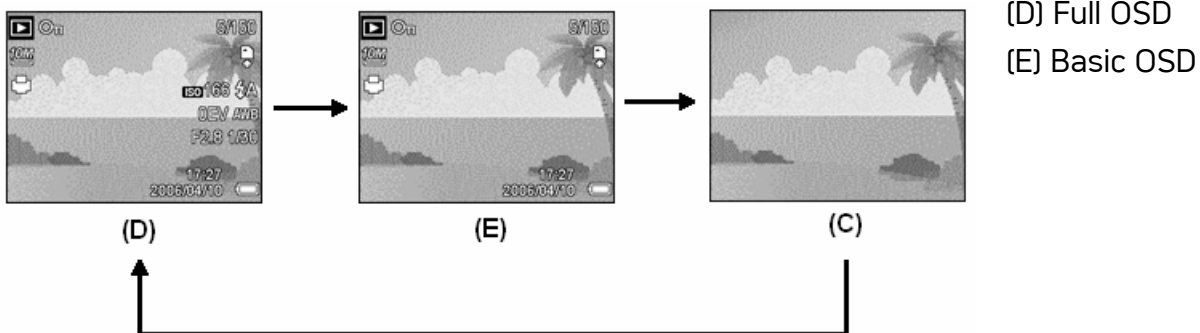 5/150
10M
ISO 166 A
0EV AWB
F2.8 1/30
17:27
2006/04/10
(D)
5/150
10M
17:27
2006/04/10
(E)
(C)
(D) Full OSD
(E) Basic OSD